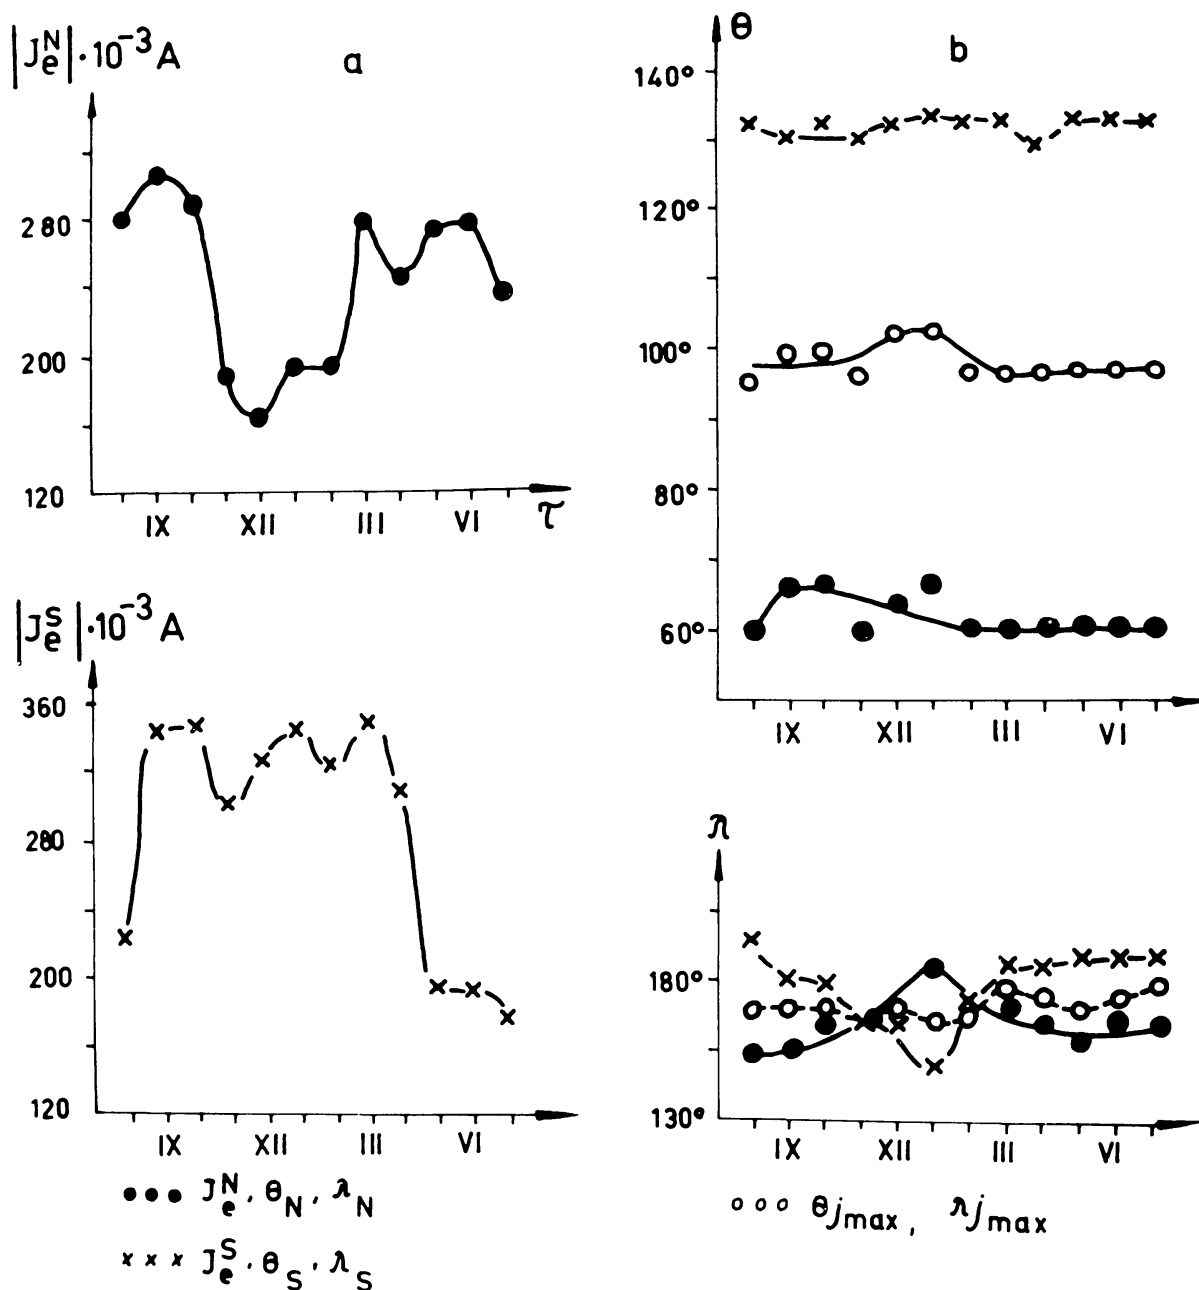 |J_e^N|·10⁻³ A
a
280
200
120
IX XII III VI τ
|J_e^S|·10⁻³ A
360
280
200
120
IX XII III VI
••• J_e^N, θ_N, λ_N
××× J_e^S, θ_S, λ_S
θ
b
140°
120°
100°
80°
60°
IX XII III VI
λ
180°
130°
IX XII III VI
ooo θj_max, λj_max